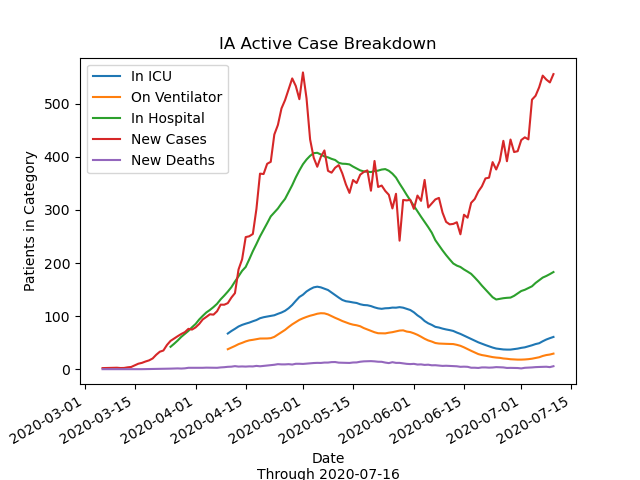 IA Active Case Breakdown
In ICU
On Ventilator
In Hospital
New Cases
New Deaths
Patients in Category
500
400
300
200
100
0
2020-03-01
2020-03-15
2020-04-01
2020-04-15
2020-05-01
2020-05-15
2020-06-01
2020-06-15
2020-07-01
2020-07-15
Date
Through 2020-07-16